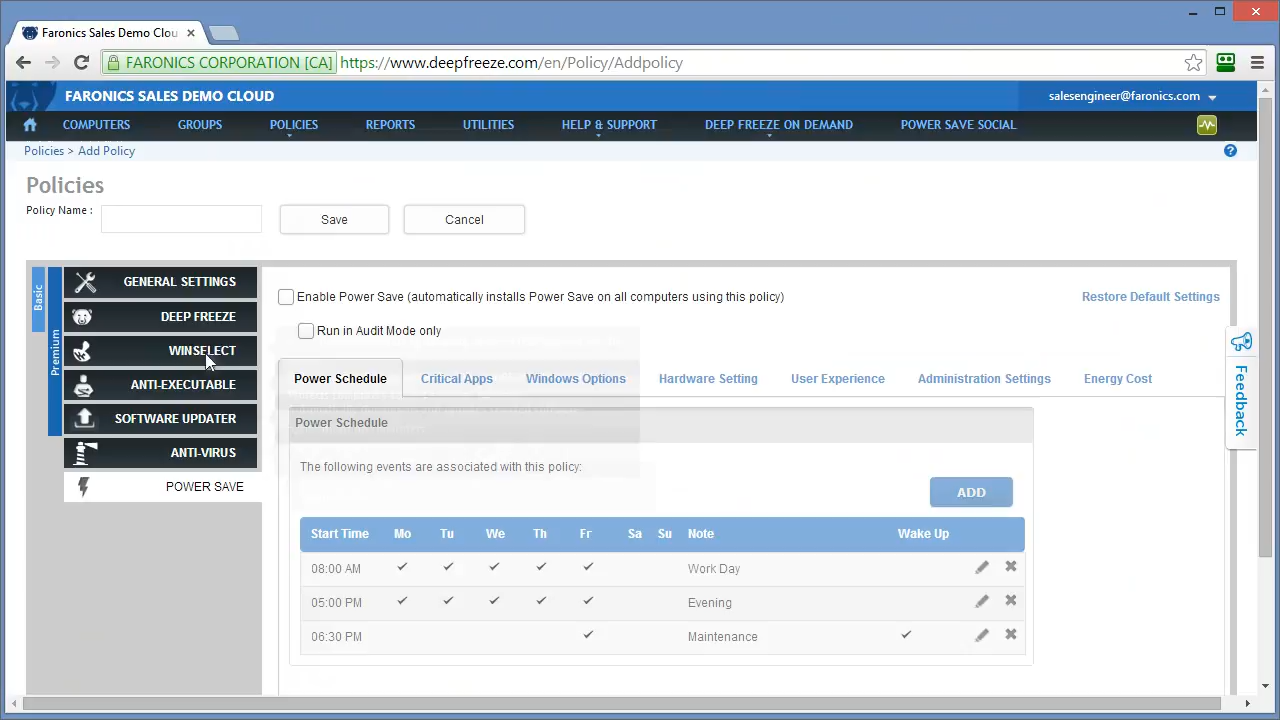 Faronics Sales Demo Clou
FARONICS CORPORATION [CA] https://www.deepfreeze.com/en/Policy/Addpolicy
FARONICS SALES DEMO CLOUD
salesengineer@faronics.com
COMPUTERS GROUPS POLICIES REPORTS UTILITIES HELP & SUPPORT DEEP FREEZE ON DEMAND POWER SAVE SOCIAL
Policies > Add Policy
Policies
Policy Name : Save Cancel
Basic
Premium
GENERAL SETTINGS
DEEP FREEZE
WINSELECT
ANTI-EXECUTABLE
SOFTWARE UPDATER
ANTI-VIRUS
POWER SAVE
Enable Power Save (automatically installs Power Save on all computers using this policy) Restore Default Settings
Run in Audit Mode only
Power Schedule Critical Apps Windows Options Hardware Setting User Experience Administration Settings Energy Cost
Power Schedule
The following events are associated with this policy:
ADD
Start Time Mo Tu We Th Fr Sa Su Note Wake Up
08:00 AM Work Day
05:00 PM Evening
06:30 PM Maintenance
Feedback